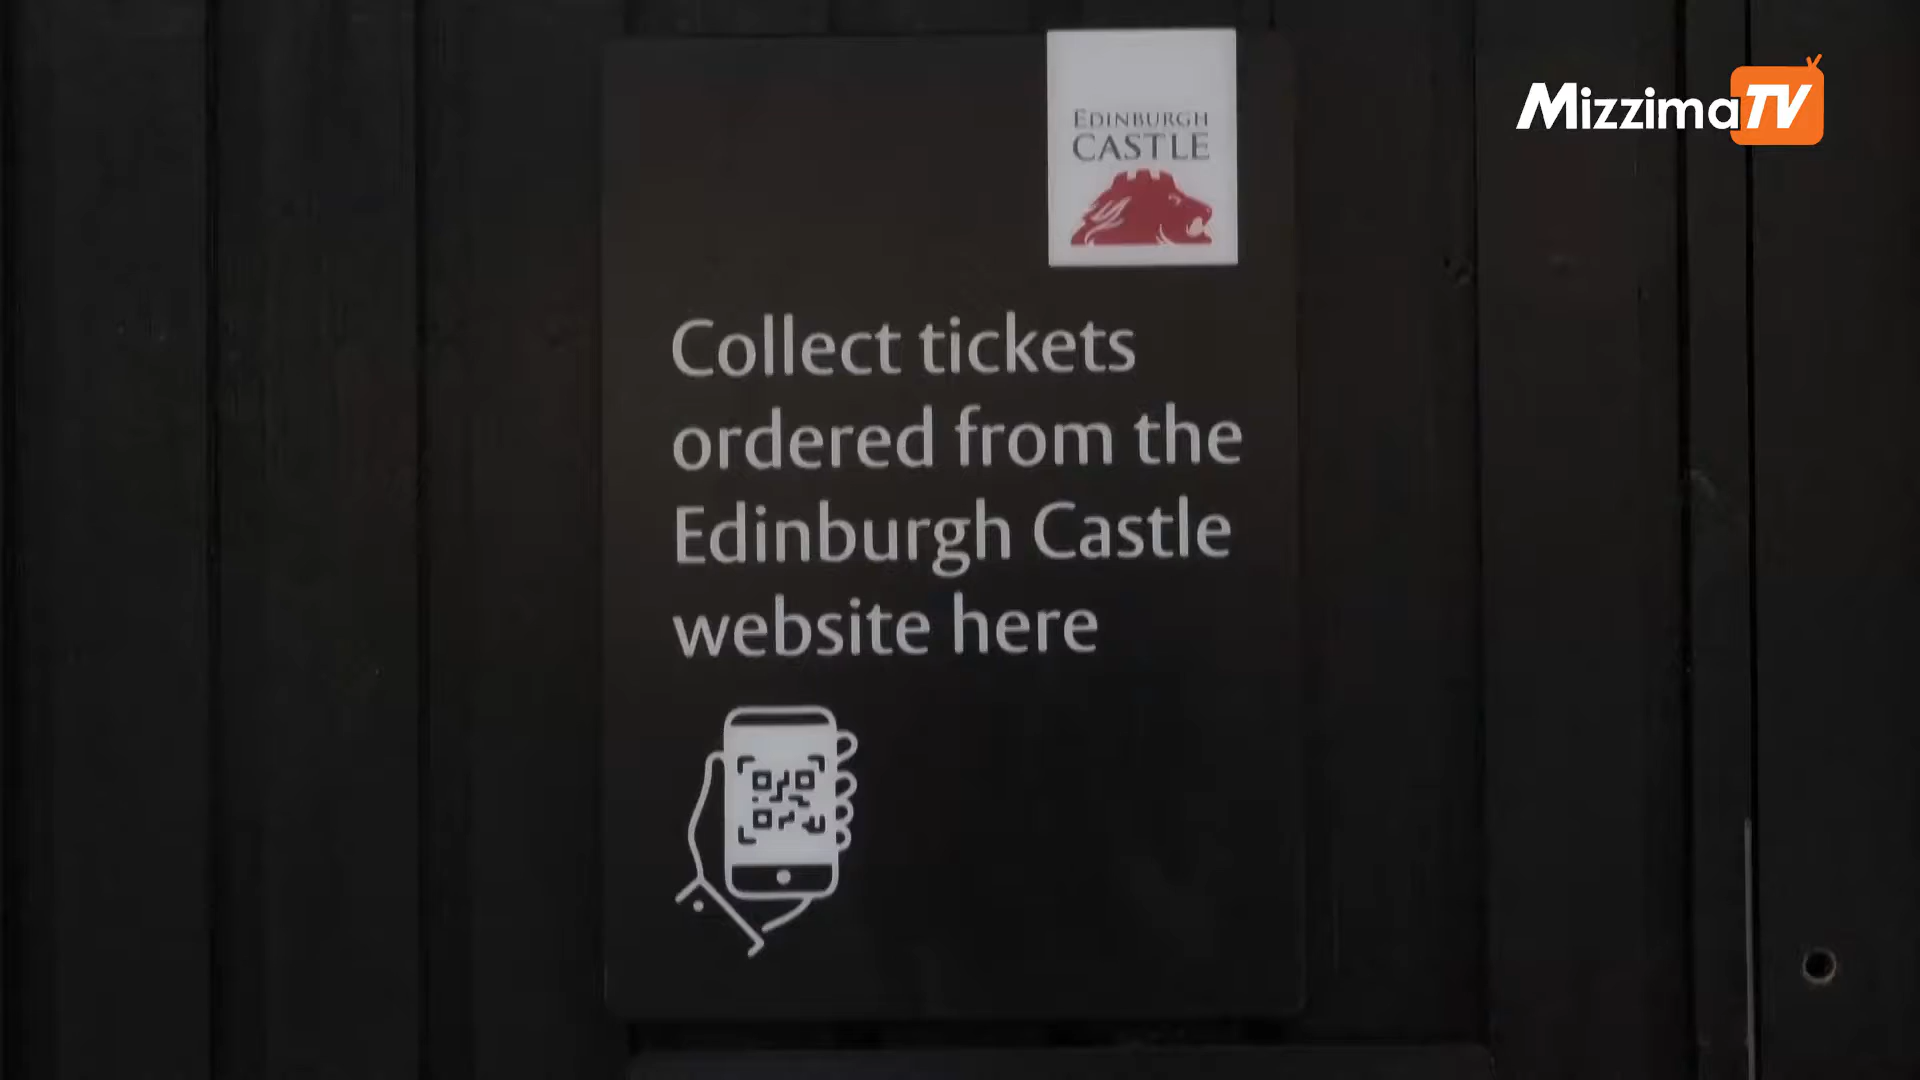 EDINBURGH
CASTLE
MizzimaTV
Collect tickets
ordered from the
Edinburgh Castle
website here